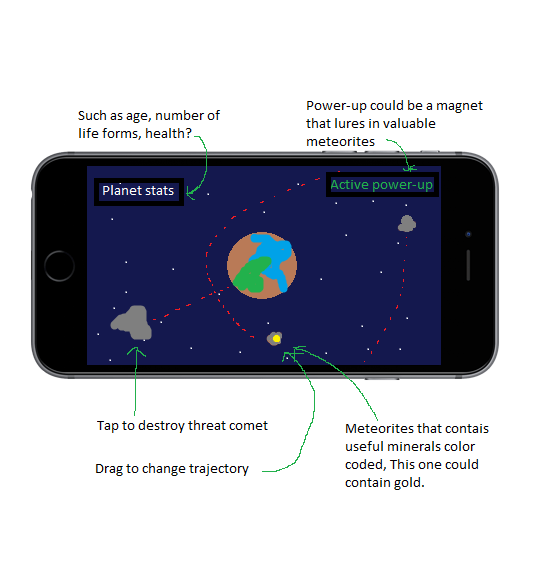 Such as age, number of
life forms, health?
Power-up could be a magnet
that lures in valuable
meteorites
Planet stats
Active power-up
Tap to destroy threat comet
Drag to change trajectory
Meteorites that contais
useful minerals color
coded, This one could
contain gold.